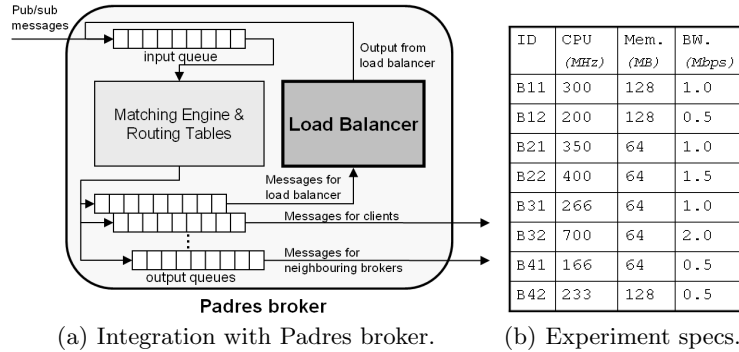 Pub/sub
messages
input queue
Output from
load balancer
Matching Engine &
Routing Tables
Load Balancer
Messages for
load balancer
Messages for clients
Messages for
neighbouring brokers
output queues
Padres broker
(a) Integration with Padres broker.
ID CPU Mem. BW.
(MHz) (MB) (Mbps)
B11 300 128 1.0
B12 200 128 0.5
B21 350 64 1.0
B22 400 64 1.5
B31 266 64 1.0
B32 700 64 2.0
B41 166 64 0.5
B42 233 128 0.5
(b) Experiment specs.